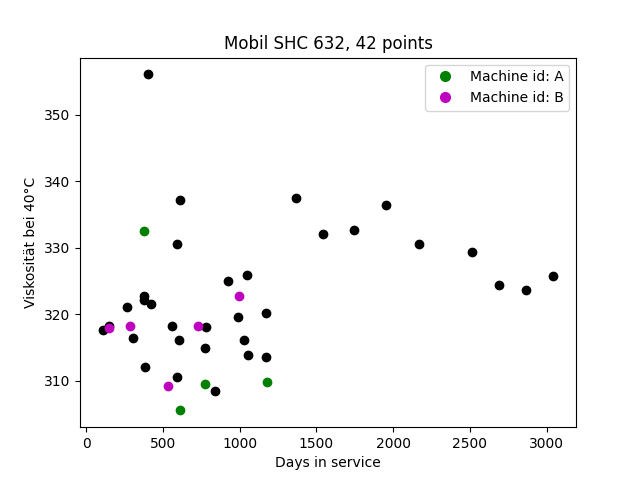 Mobil SHC 632, 42 points
Machine id: A
Machine id: B
Viskosität bei 40°C
350
340
330
320
310
0
500
1000
1500
2000
2500
3000
Days in service